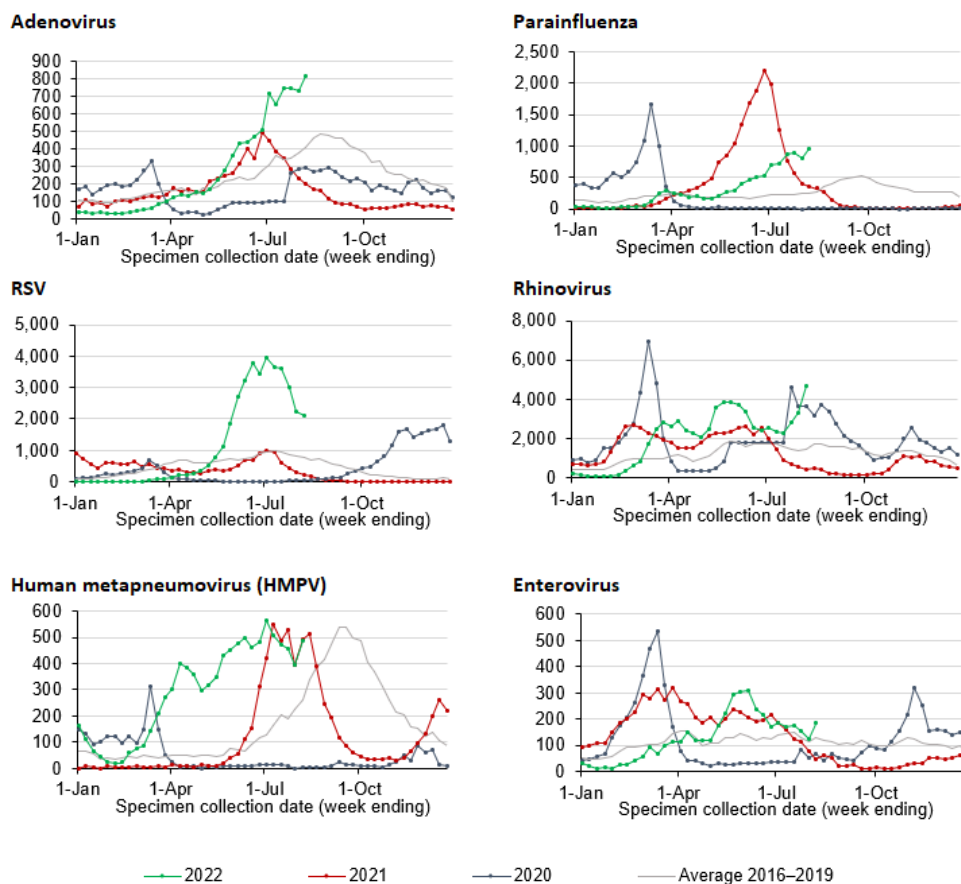 Adenovirus
900
800
700
600
500
400
300
200
100
0
1-Jan 1-Apr 1-Jul 1-Oct
Specimen collection date (week ending)
Parainfluenza
2,500
2,000
1,500
1,000
500
0
1-Jan 1-Apr 1-Jul 1-Oct
Specimen collection date (week ending)
RSV
5,000
4,000
3,000
2,000
1,000
0
1-Jan 1-Apr 1-Jul 1-Oct
Specimen collection date (week ending)
Rhinovirus
8,000
6,000
4,000
2,000
0
1-Jan 1-Apr 1-Jul 1-Oct
Specimen collection date (week ending)
Human metapneumovirus (HMPV)
600
500
400
300
200
100
0
1-Jan 1-Apr 1-Jul 1-Oct
Specimen collection date (week ending)
Enterovirus
600
500
400
300
200
100
0
1-Jan 1-Apr 1-Jul 1-Oct
Specimen collection date (week ending)
2022 2021 2020 Average 2016–2019